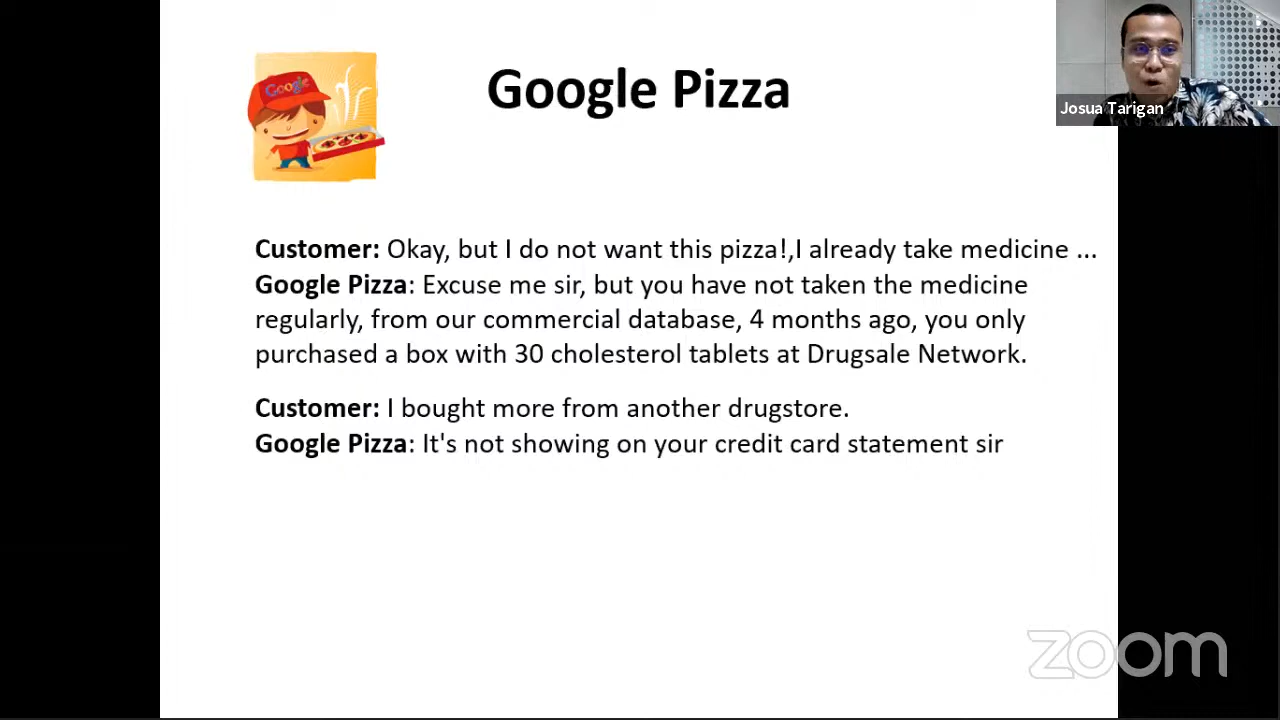 Google
Google Pizza
Josua Tarigan
Customer: Okay, but I do not want this pizza!,I already take medicine ...
Google Pizza: Excuse me sir, but you have not taken the medicine
regularly, from our commercial database, 4 months ago, you only
purchased a box with 30 cholesterol tablets at Drugsale Network.
Customer: I bought more from another drugstore.
Google Pizza: It's not showing on your credit card statement sir
zoom